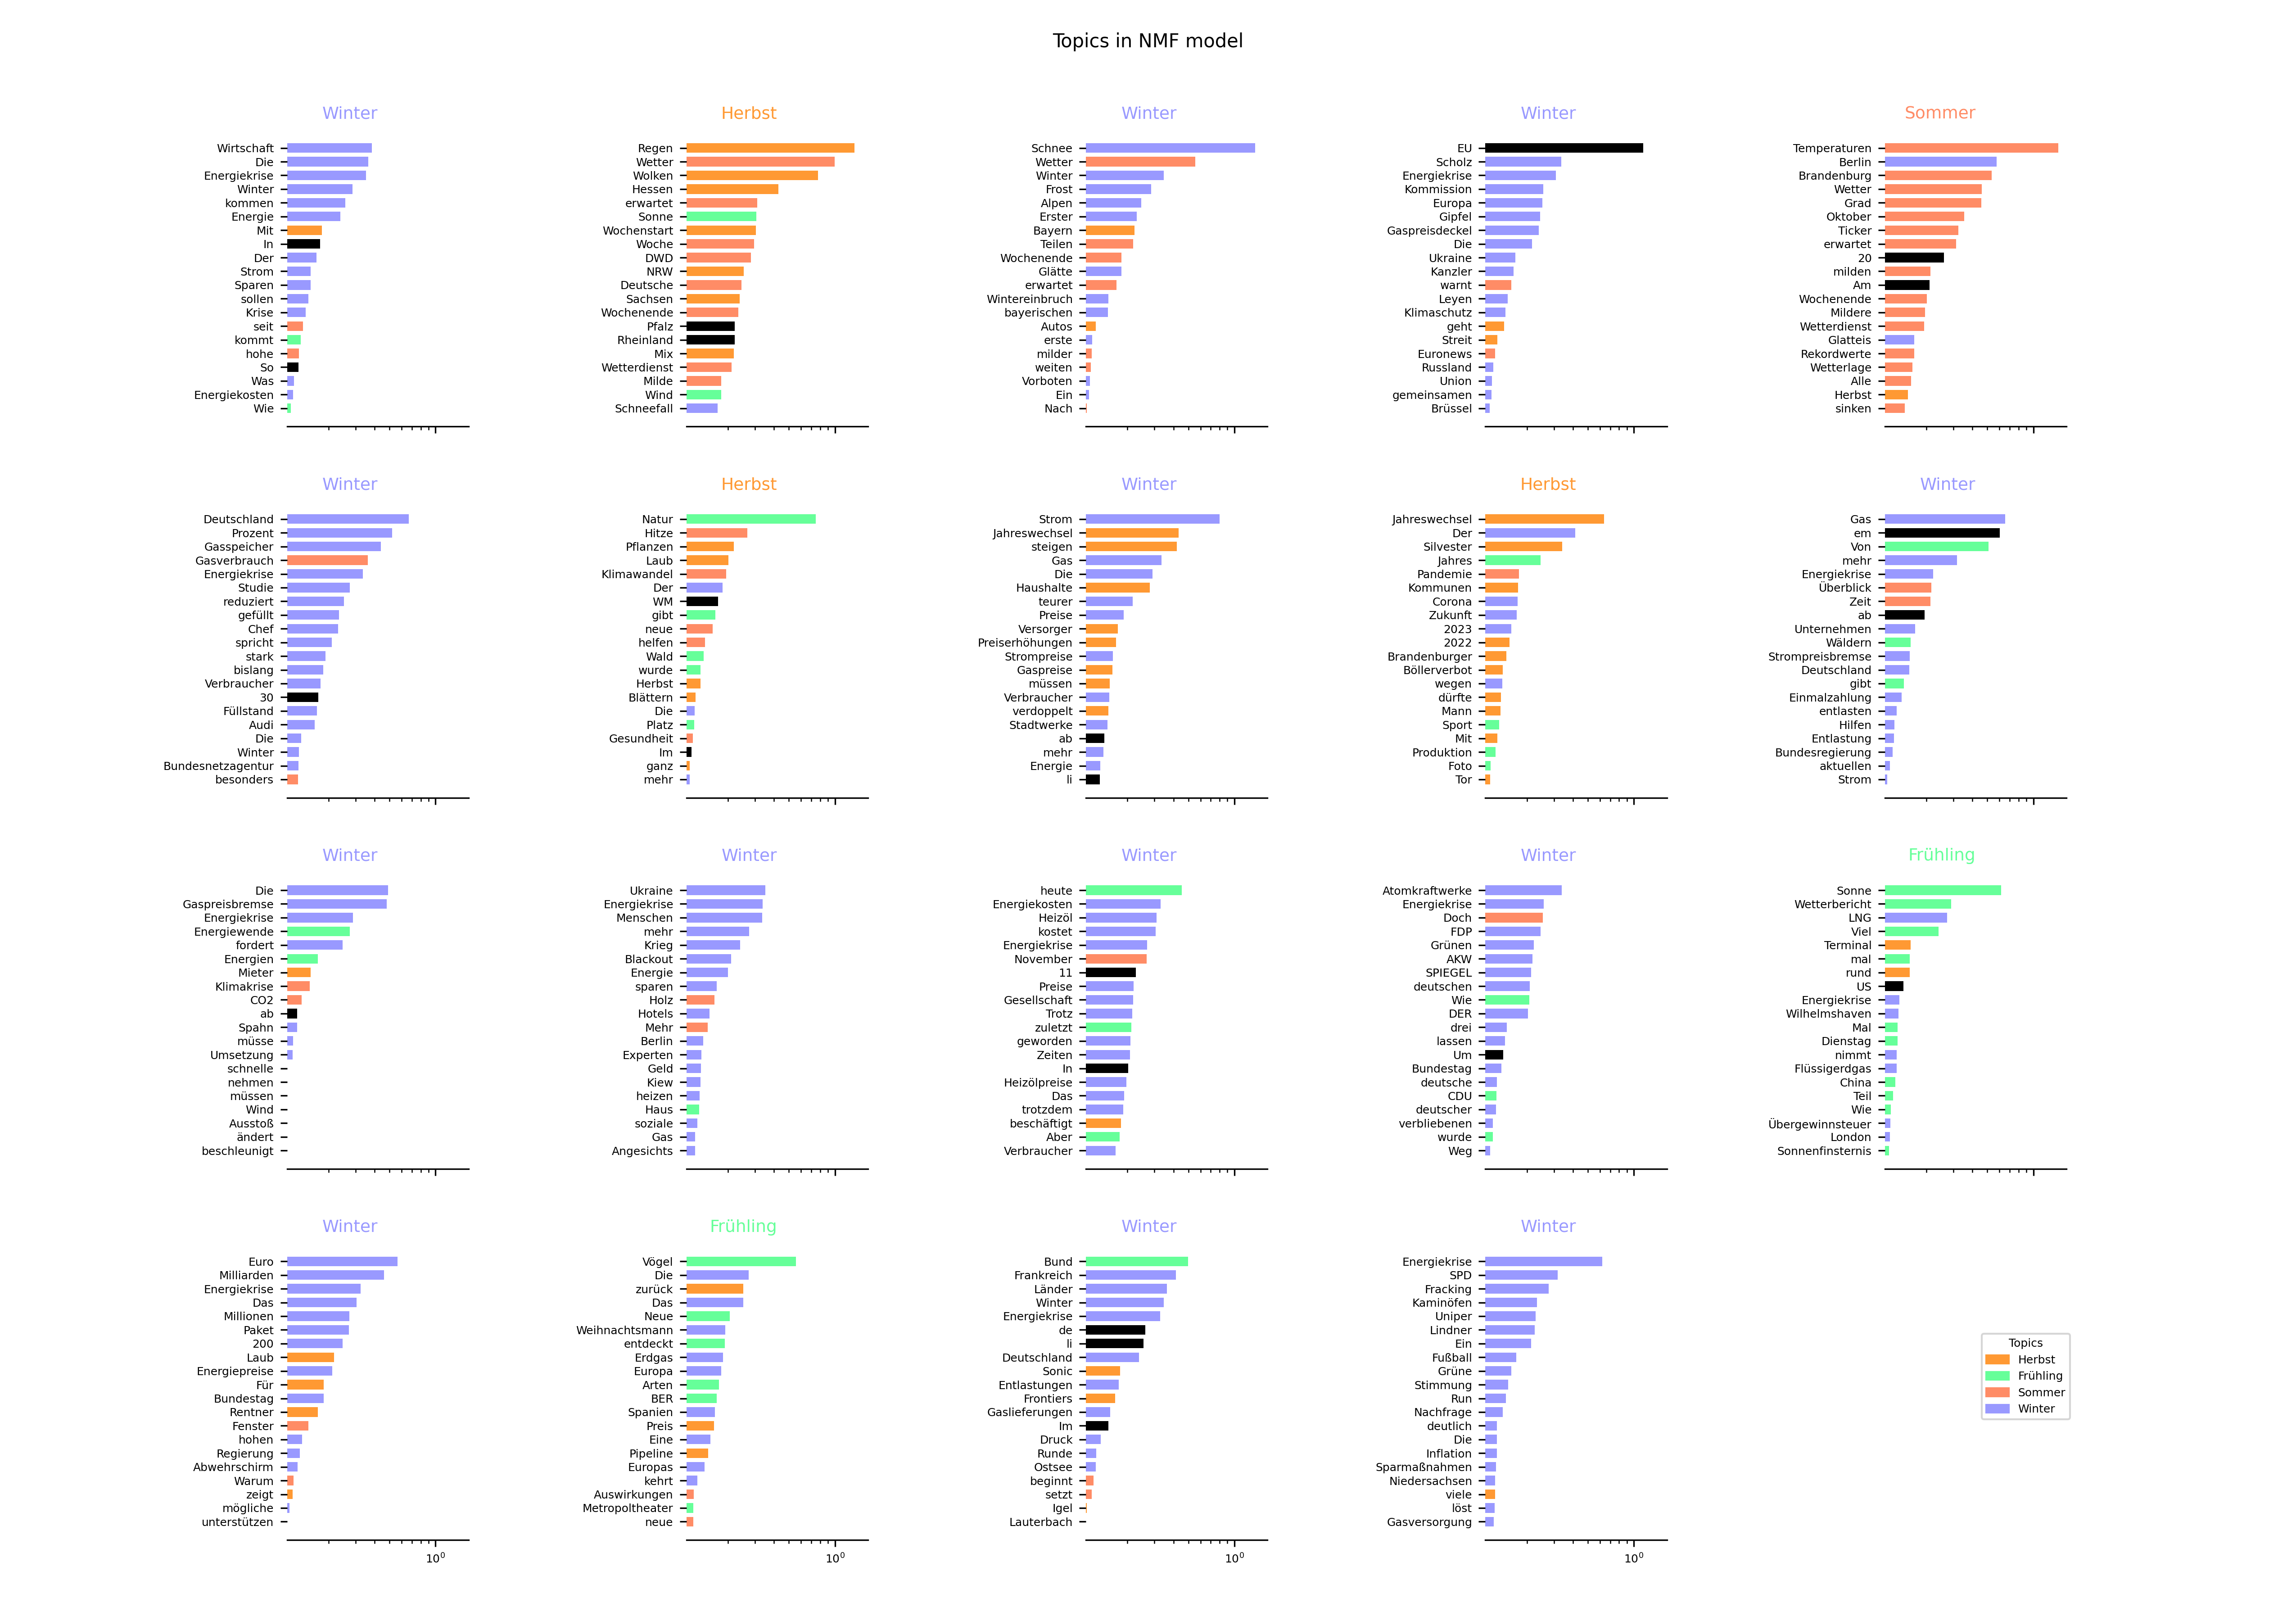 Topics in NMF model
Winter
Wirtschaft
Die
Energiekrise
Winter
kommen
Energie
Mit
In
Der
Strom
Sparen
sollen
Krise
seit
kommt
hohe
So
Was
Energiekosten
Wie
Herbst
Regen
Wetter
Wolken
Hessen
erwartet
Sonne
Wochenstart
Woche
DWD
NRW
Deutsche
Sachsen
Wochenende
Pfalz
Rheinland
Mix
Wetterdienst
Milde
Wind
Schneefall
Winter
Schnee
Wetter
Winter
Frost
Alpen
Erster
Bayern
Teilen
Wochenende
Glätte
erwartet
Wintereinbruch
bayerischen
Autos
erste
milder
weiten
Vorboten
Ein
Nach
Winter
EU
Scholz
Energiekrise
Kommission
Europa
Gipfel
Gaspreisdeckel
Die
Ukraine
Kanzler
warnt
Leyen
Klimaschutz
geht
Streit
Euronews
Russland
Union
gemeinsamen
Brüssel
Sommer
Temperaturen
Berlin
Brandenburg
Wetter
Grad
Oktober
Ticker
erwartet
20
milden
Am
Wochenende
Mildere
Wetterdienst
Glatteis
Rekordwerte
Wetterlage
Alle
Herbst
sinken
Winter
Deutschland
Prozent
Gasspeicher
Gasverbrauch
Energiekrise
Studie
reduziert
gefüllt
Chef
spricht
stark
bislang
Verbraucher
30
Füllstand
Audi
Die
Winter
Bundesnetzagentur
besonders
Herbst
Natur
Hitze
Pflanzen
Laub
Klimawandel
Der
WM
gibt
neue
helfen
Wald
wurde
Herbst
Blättern
Die
Platz
Gesundheit
Im
ganz
mehr
Winter
Strom
Jahreswechsel
steigen
Gas
Die
Haushalte
teurer
Preise
Versorger
Preiserhöhungen
Strompreise
Gaspreise
müssen
Verbraucher
verdoppelt
Stadtwerke
ab
mehr
Energie
li
Herbst
Jahreswechsel
Der
Silvester
Jahres
Pandemie
Kommunen
Corona
Zukunft
2023
2022
Brandenburger
Böllerverbot
wegen
dürfte
Mann
Sport
Mit
Produktion
Foto
Tor
Winter
Gas
em
Von
mehr
Energiekrise
Überblick
Zeit
ab
Unternehmen
Wäldern
Strompreisbremse
Deutschland
gibt
Einmalzahlung
entlasten
Hilfen
Entlastung
Bundesregierung
aktuellen
Strom
Winter
Die
Gaspreisbremse
Energiekrise
Energiewende
fordert
Energien
Mieter
Klimakrise
CO2
ab
Spahn
müsse
Umsetzung
schnelle
nehmen
müssen
Wind
Ausstoß
ändert
beschleunigt
Winter
Ukraine
Energiekrise
Menschen
mehr
Krieg
Blackout
Energie
sparen
Holz
Hotels
Mehr
Berlin
Experten
Geld
Kiew
heizen
Haus
soziale
Gas
Angesichts
Winter
heute
Energiekosten
Heizöl
kostet
Energiekrise
November
11
Preise
Gesellschaft
Trotz
zuletzt
geworden
Zeiten
In
Heizölpreise
Das
trotzdem
beschäftigt
Aber
Verbraucher
Winter
Atomkraftwerke
Energiekrise
Doch
FDP
Grünen
AKW
SPIEGEL
deutschen
Wie
DER
drei
lassen
Um
Bundestag
deutsche
CDU
deutscher
verbliebenen
wurde
Weg
Frühling
Sonne
Wetterbericht
LNG
Viel
Terminal
mal
rund
US
Energiekrise
Wilhelmshaven
Mal
Dienstag
nimmt
Flüssigerdgas
China
Teil
Wie
Übergewinnsteuer
London
Sonnenfinsternis
Winter
Euro
Milliarden
Energiekrise
Das
Millionen
Paket
200
Laub
Energiepreise
Für
Bundestag
Rentner
Fenster
hohen
Regierung
Abwehrschirm
Warum
zeigt
mögliche
unterstützen
10⁰
Frühling
Vögel
Die
zurück
Das
Neue
Weihnachtsmann
entdeckt
Erdgas
Europa
Arten
BER
Spanien
Preis
Eine
Pipeline
Europas
kehrt
Auswirkungen
Metropoltheater
neue
10⁰
Winter
Bund
Frankreich
Länder
Winter
Energiekrise
de
li
Deutschland
Sonic
Entlastungen
Frontiers
Gaslieferungen
Im
Druck
Runde
Ostsee
beginnt
setzt
Igel
Lauterbach
10⁰
Winter
Energiekrise
SPD
Fracking
Kaminöfen
Uniper
Lindner
Ein
Fußball
Grüne
Stimmung
Run
Nachfrage
deutlich
Die
Inflation
Sparmaßnahmen
Niedersachsen
viele
löst
Gasversorgung
10⁰
Topics
Herbst
Frühling
Sommer
Winter